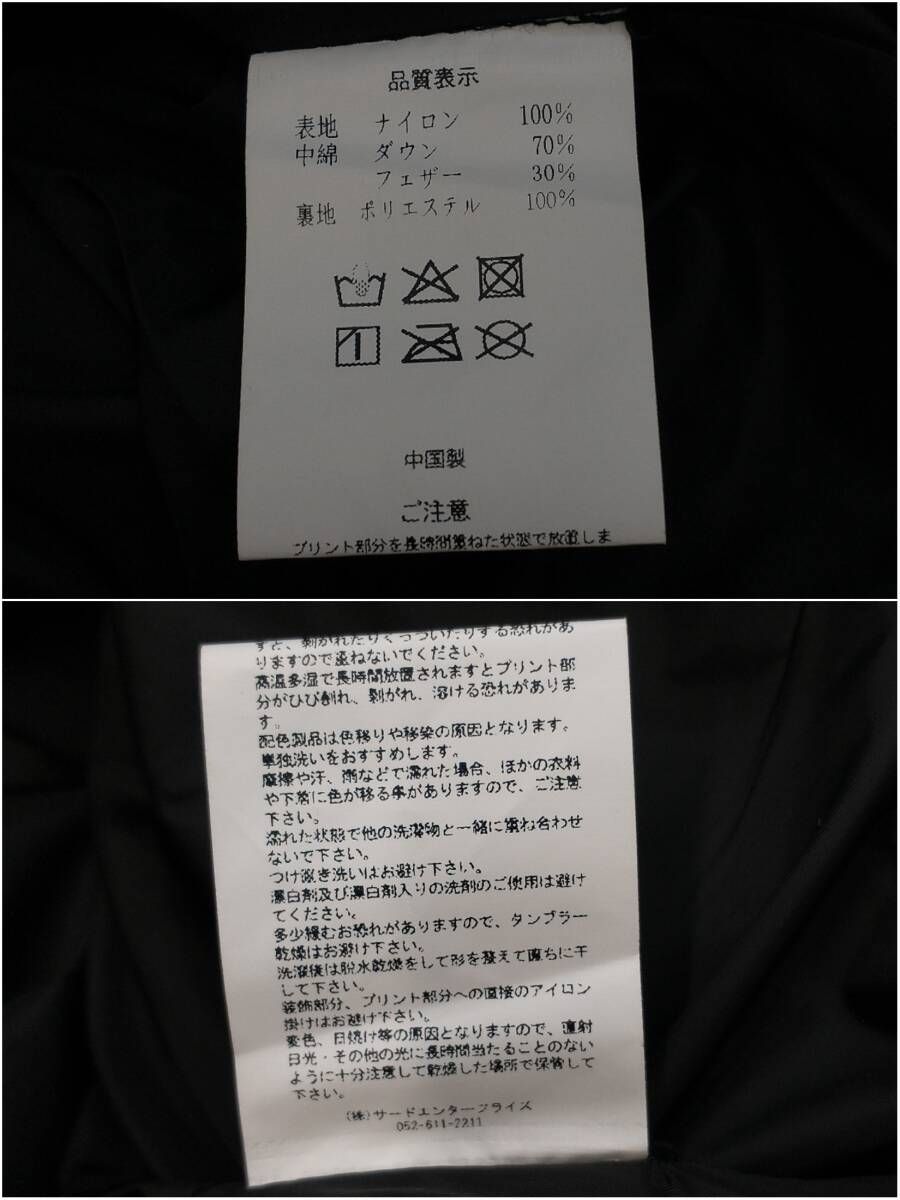 品質表示
表地 ナイロン 100%
中綿 ダウン 70%
フェザー 30%
裏地 ポリエステル 100%
中国製
ご注意
プリント部分を長時間重ねた状態で放置しま
すと、剥がれたりくっついたりする恐れがあ
りますので重ねないでください。
高温多湿で長時間放置されますとプリント部
分がひび割れ、剥がれ、溶ける恐れがありま
す。
配色製品は色移りや移染の原因となります。
単独洗いをおすすめします。
摩擦や汗、雨などで濡れた場合、ほかの衣料
や下着に色が移る事がありますので、ご注意
下さい。
濡れた状態で他の洗濯物と一緒に重ね合わせ
ないで下さい。
つけ置き洗いはお避け下さい。
漂白剤及び漂白剤入りの洗剤のご使用は避け
てください。
多少縮むお恐れがありますので、タンブラー
乾燥はお避け下さい。
洗濯後は脱水乾燥をして形を整えて直ちに干
して下さい。
装飾部分、プリント部分への直接のアイロン
掛けはお避け下さい。
変色、日焼け等の原因となりますので、直射
日光・その他の光に長時間当たることのない
ように十分注意して乾燥した場所で保管して
下さい。
(株)サードエンタープライズ
052-611-2211